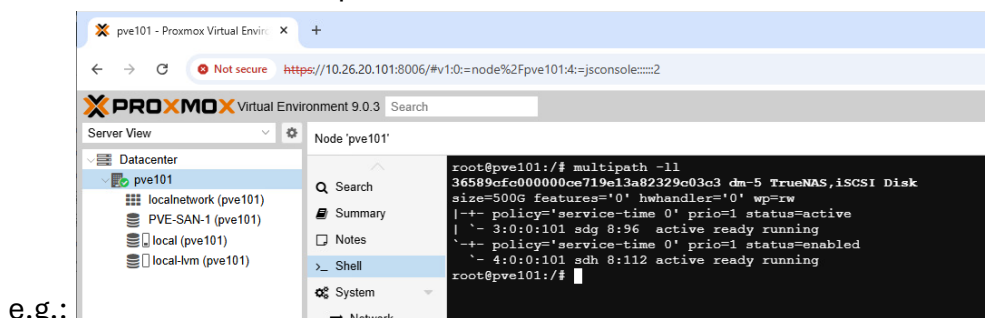 pve101 - Proxmox Virtual Enviro
Not secure https://10.26.20.101:8006/#v1:0:=node%2Fpve101:4:=jsconsole::::::2
PROXMOX Virtual Environment 9.0.3 Search
Server View
Node 'pve101'
Datacenter
pve101
localnetwork (pve101)
PVE-SAN-1 (pve101)
local (pve101)
local-lvm (pve101)
Search
Summary
Notes
>_ Shell
System
Network
root@pve101:/# multipath -ll
36589cfc000000ce719e13a82329c03c3 dm-5 TrueNAS,iSCSI Disk
size=500G features='0' hwhandler='0' wp=rw
|-+- policy='service-time 0' prio=1 status=active
| `- 3:0:0:101 sdg 8:96  active ready running
`-+- policy='service-time 0' prio=1 status=enabled
  `- 4:0:0:101 sdh 8:112 active ready running
root@pve101:/#
e.g.: